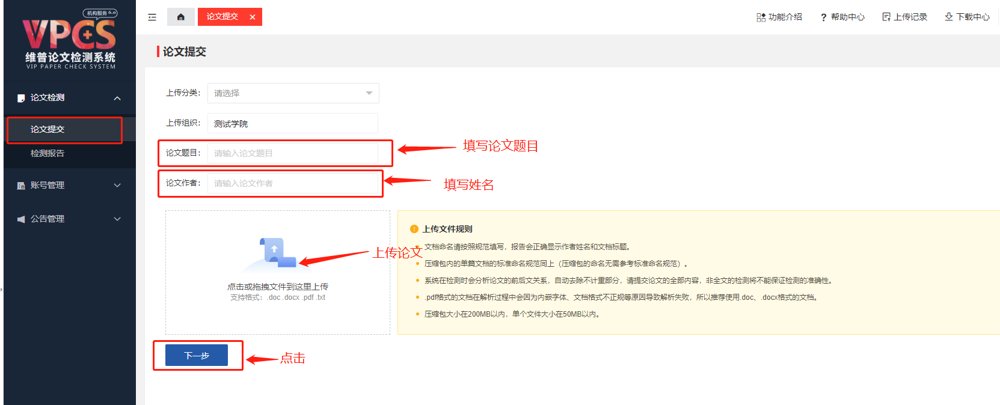 机构服务 6.0
VPCS
维普论文检测系统
VIP PAPER CHECK SYSTEM
论文提交
功能介绍
? 帮助中心
上传记录
下载中心
论文提交
论文检测
论文提交
检测报告
账号管理
公告管理
上传分类：
请选择
上传组织：
测试学院
论文题目：
请输入论文题目
填写论文题目
论文作者：
请输入论文作者
填写姓名
上传论文
点击或拖拽文件到这里上传
支持格式：.doc .docx .pdf .txt
上传文件规则
文档命名请按照规范填写，报告会正确显示作者姓名和文档标题。
压缩包内的单篇文档的标准命名规范同上（压缩包的命名无需参考标准命名规范）。
系统在检测时会分析论文的前后文关系，自动去除不计重部分，请提交论文的全部内容，非全文的检测将不能保证检测的准确性。
.pdf格式的文档在解析过程中会因为内嵌字体、文档格式不正规等原因导致解析失败，所以推荐使用.doc、.docx格式的文档。
压缩包大小在200MB以内，单个文件大小在50MB以内。
下一步
点击